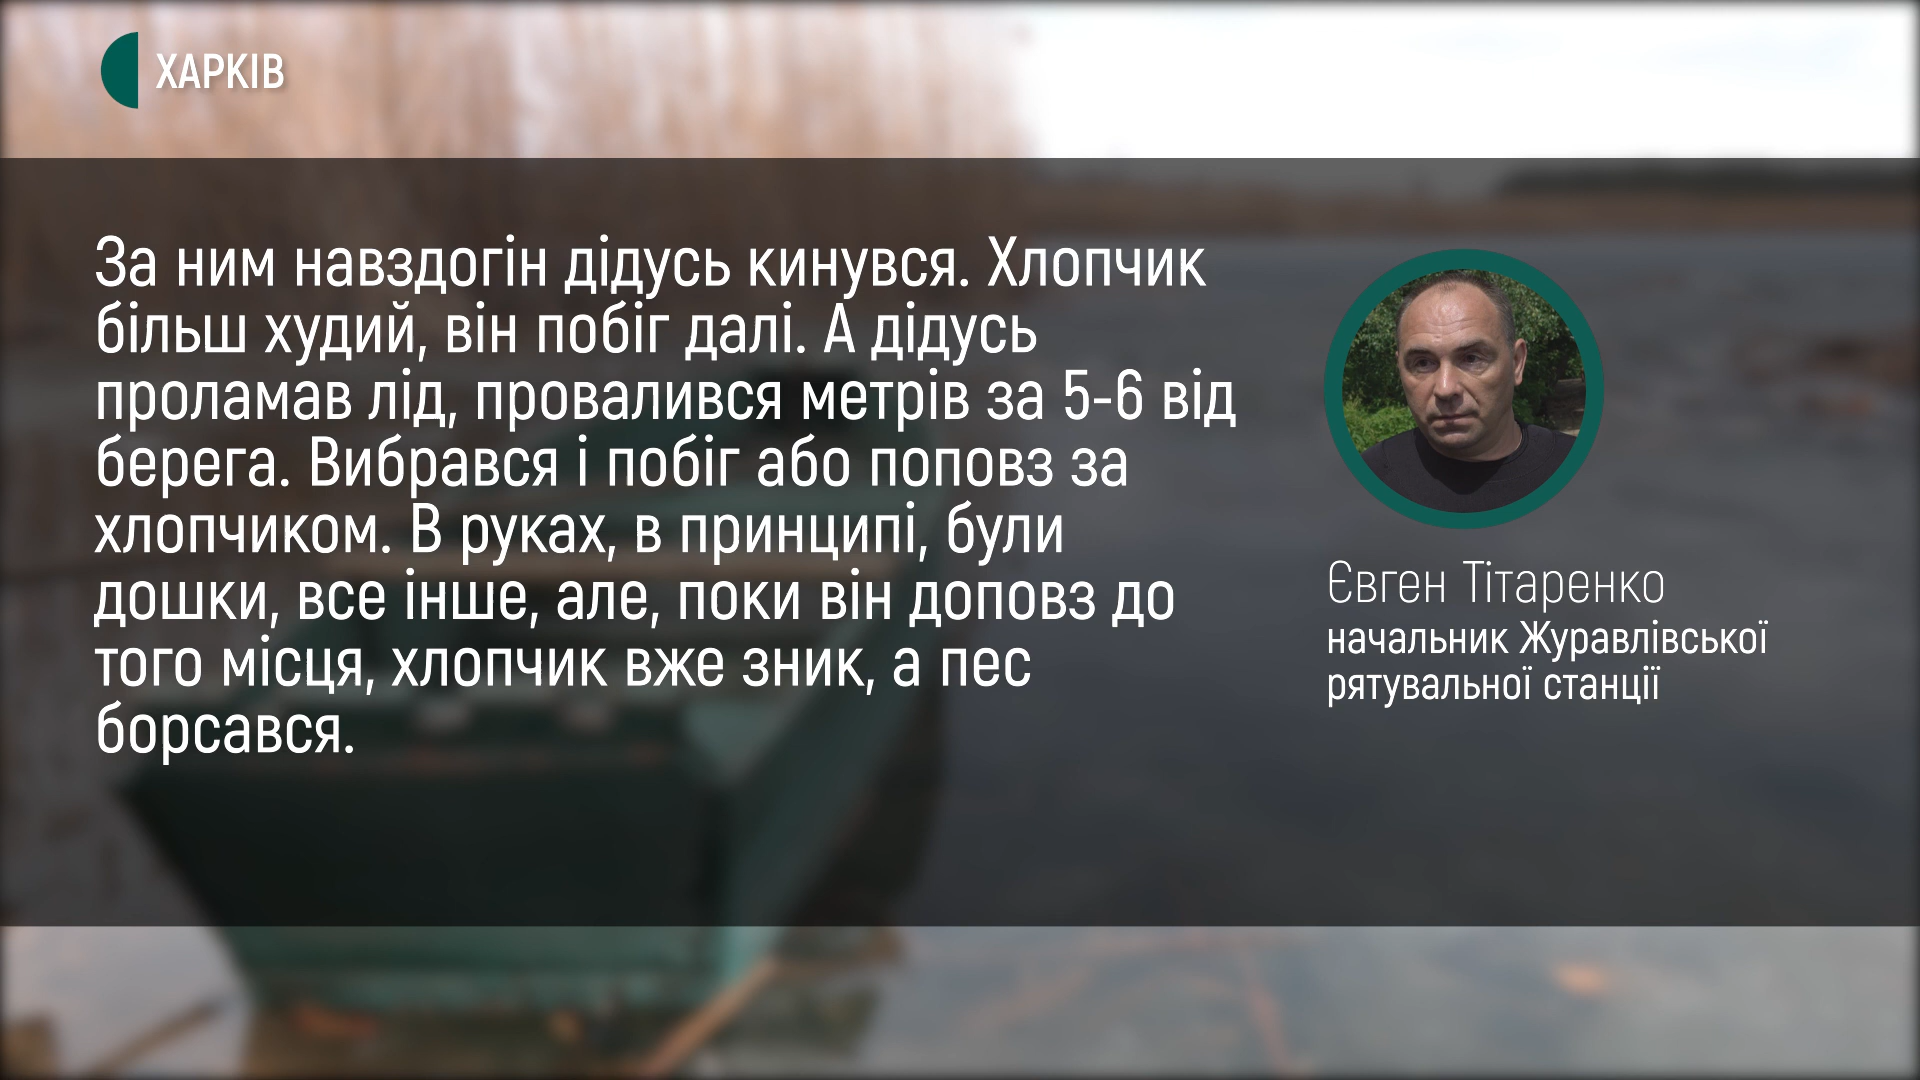 ХАРКІВ
За ним навздогін дідусь кинувся. Хлопчик
більш худий, він побіг далі. А дідусь
проламав лід, провалився метрів за 5-6 від
берега. Вибрався і побіг або поповз за
хлопчиком. В руках, в принципі, були
дошки, все інше, але, поки він доповз до
того місця, хлопчик вже зник, а пес
борсався.
Євген Тітаренко
начальник Журавлівської
рятувальної станції